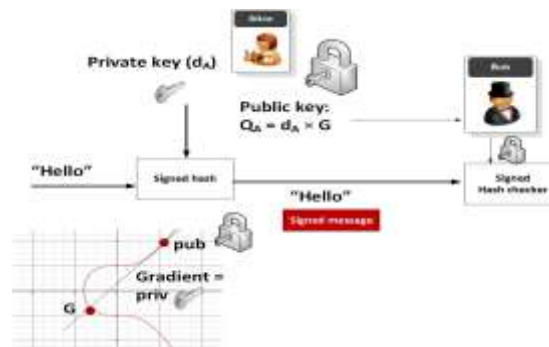 Private key (dA)
Public key:
QA = dA × G
Bob
"Hello"
Signed hash
"Hello"
Signed message
Signed
Hash checker
pub
Gradient =
priv
G